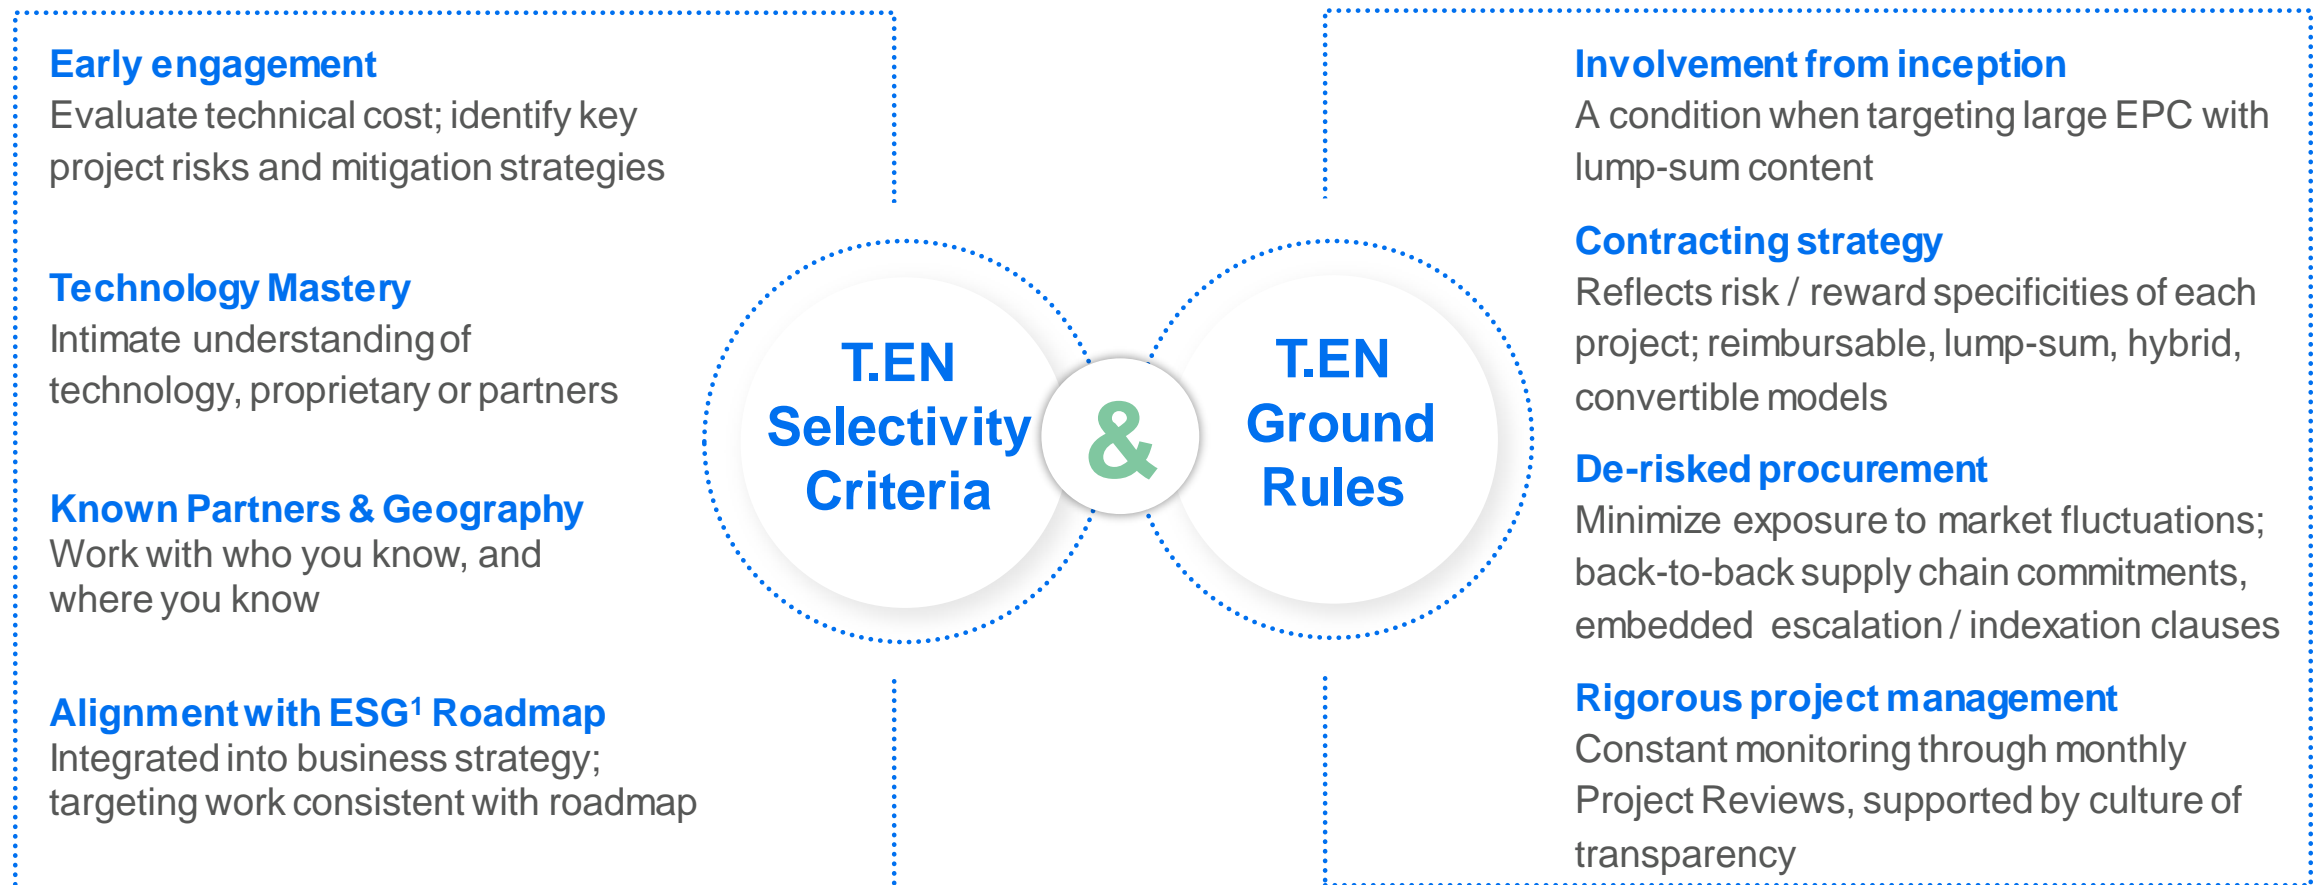 Early engagement
Evaluate technical cost; identify key
project risks and mitigation strategies
Technology Mastery
Intimate understanding of
technology, proprietary or partners
Known Partners & Geography
Work with who you know, and
where you know
Alignment with ESG¹ Roadmap
Integrated into business strategy;
targeting work consistent with roadmap
T.EN
Selectivity
Criteria
&
T.EN
Ground
Rules
Involvement from inception
A condition when targeting large EPC with
lump-sum content
Contracting strategy
Reflects risk / reward specificities of each
project; reimbursable, lump-sum, hybrid,
convertible models
De-risked procurement
Minimize exposure to market fluctuations;
back-to-back supply chain commitments,
embedded escalation / indexation clauses
Rigorous project management
Constant monitoring through monthly
Project Reviews, supported by culture of
transparency